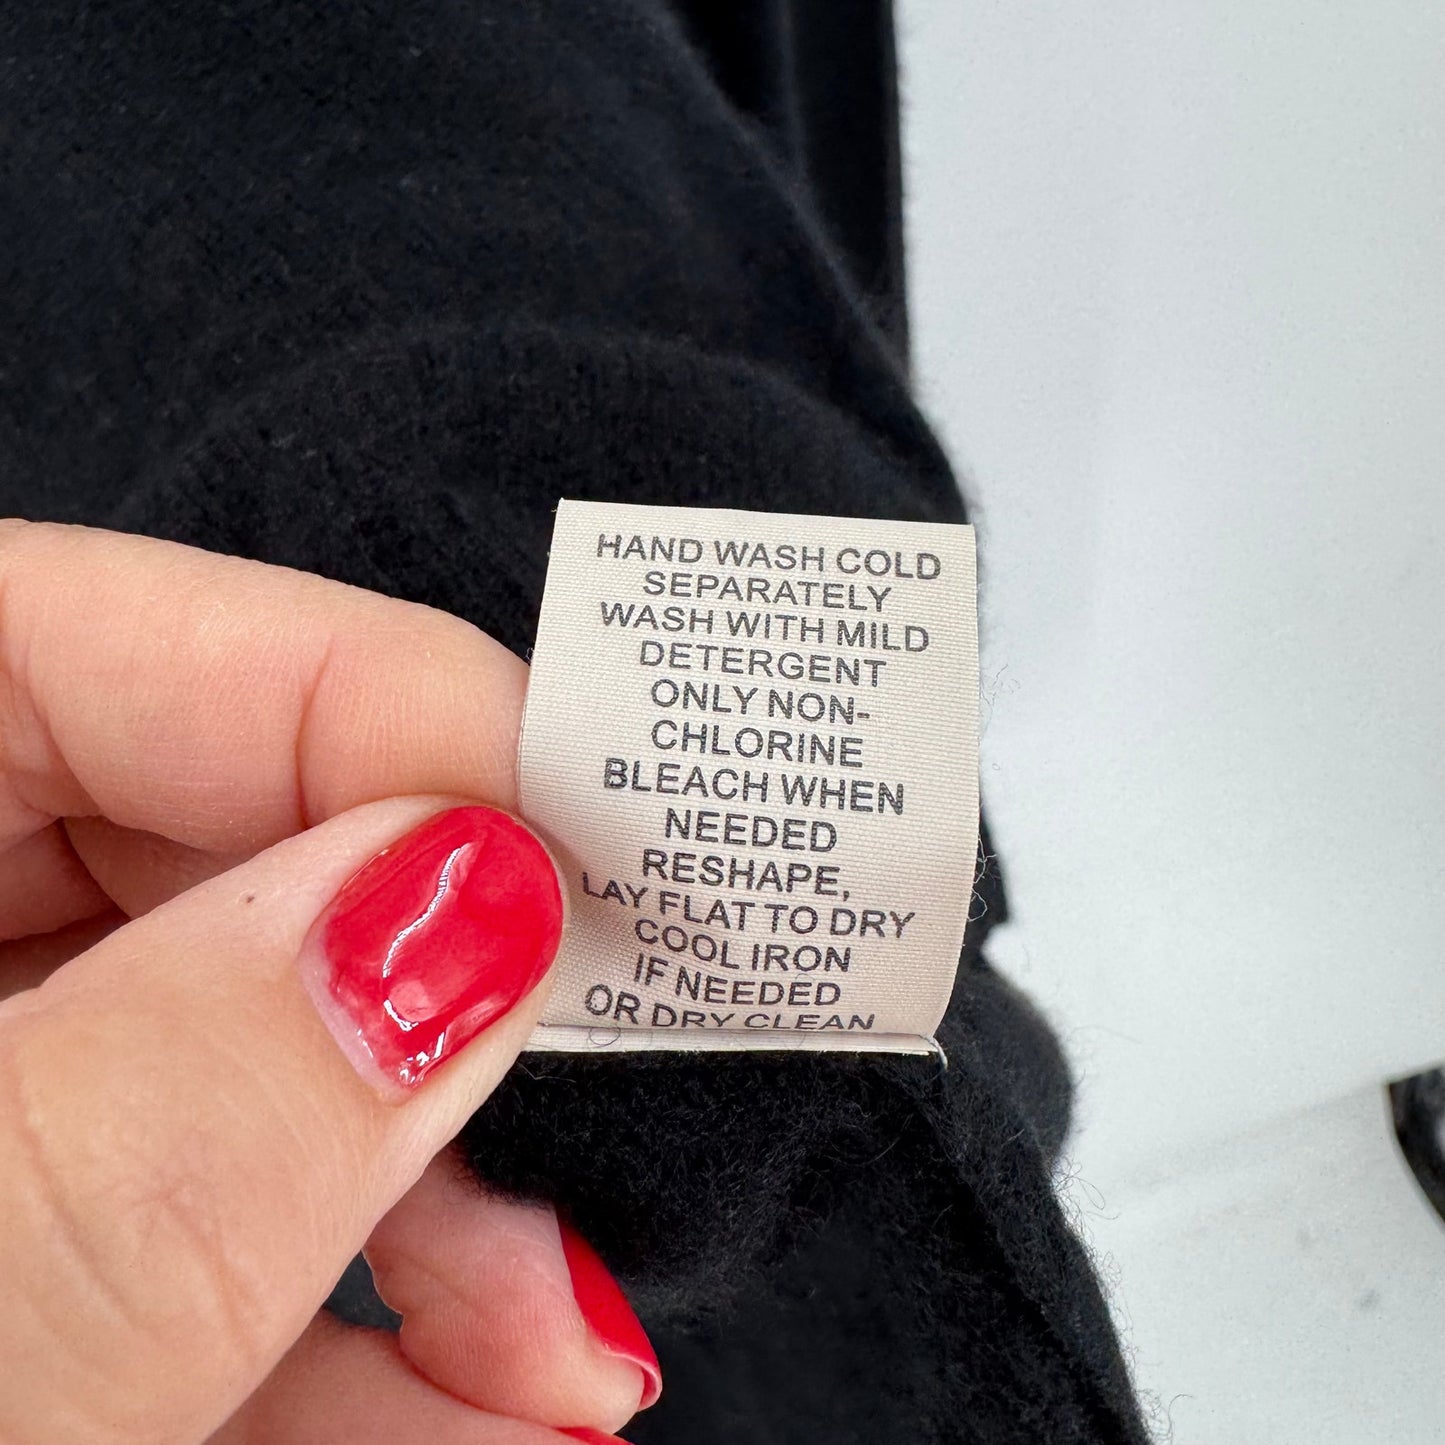 HAND WASH COLD
SEPARATELY
WASH WITH MILD
DETERGENT
ONLY NON-
CHLORINE
BLEACH WHEN
NEEDED
RESHAPE,
LAY FLAT TO DRY
COOL IRON
IF NEEDED
OR DRY CLEAN